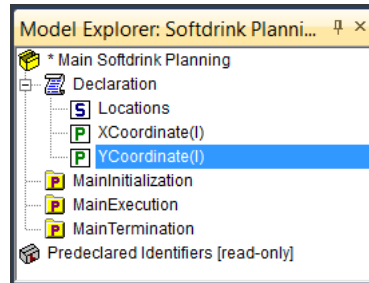 Model Explorer: Softdrink Planni...
* Main Softdrink Planning
Declaration
S Locations
P XCoordinate(l)
P YCoordinate(l)
P MainInitialization
P MainExecution
P MainTermination
Predeclared Identifiers [read-only]